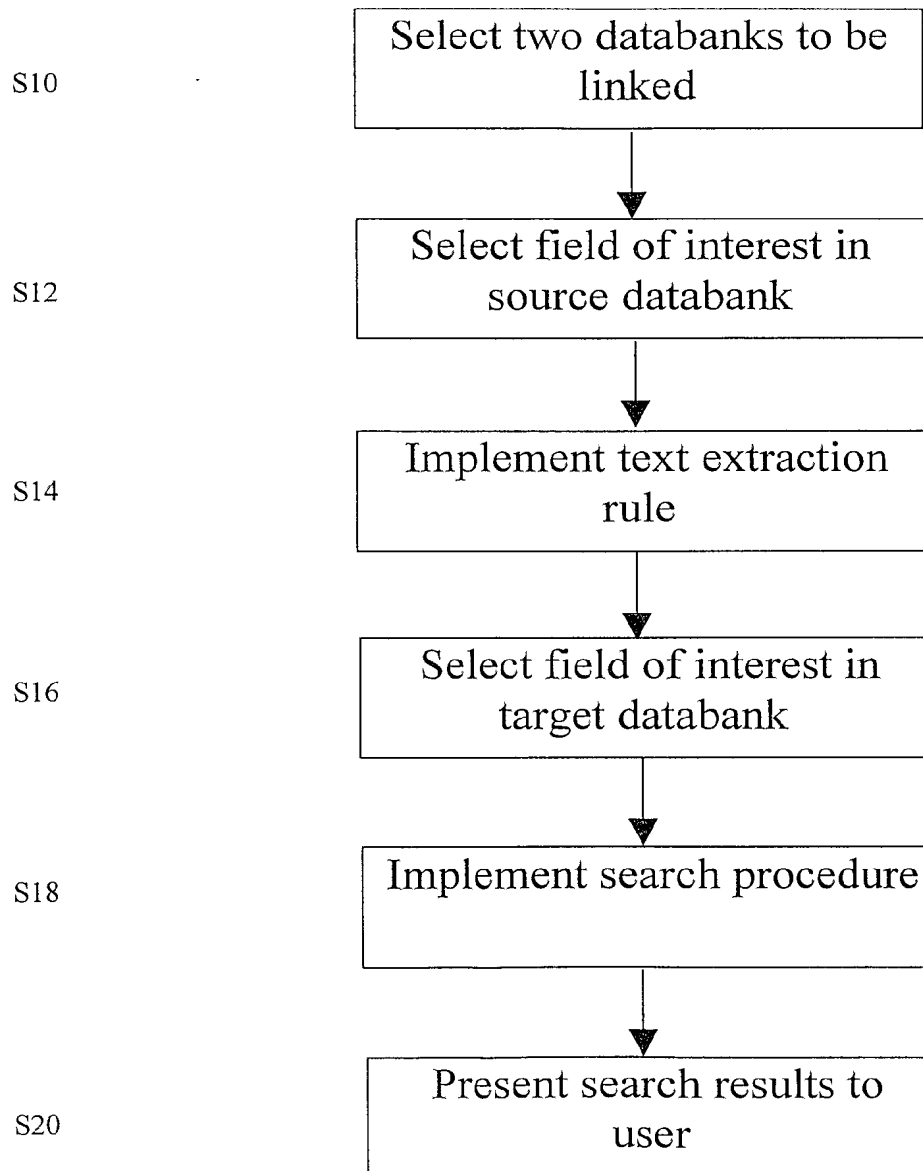 S10
Select two databanks to be
linked
S12
Select field of interest in
source databank
S14
Implement text extraction
rule
S16
Select field of interest in
target databank
S18
Implement search procedure
S20
Present search results to
user